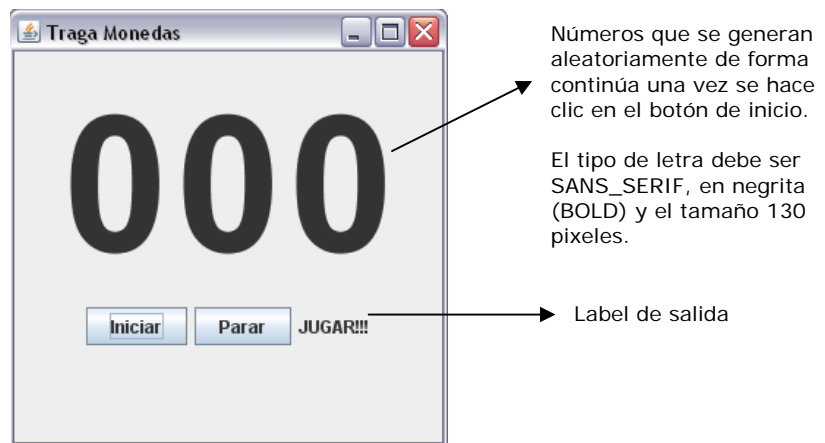 Traga Monedas
000
Iniciar Parar JUGAR!!!
Números que se generan
aleatoriamente de forma
continúa una vez se hace
clic en el botón de inicio.
El tipo de letra debe ser
SANS_SERIF, en negrita
(BOLD) y el tamaño 130
pixeles.
Label de salida